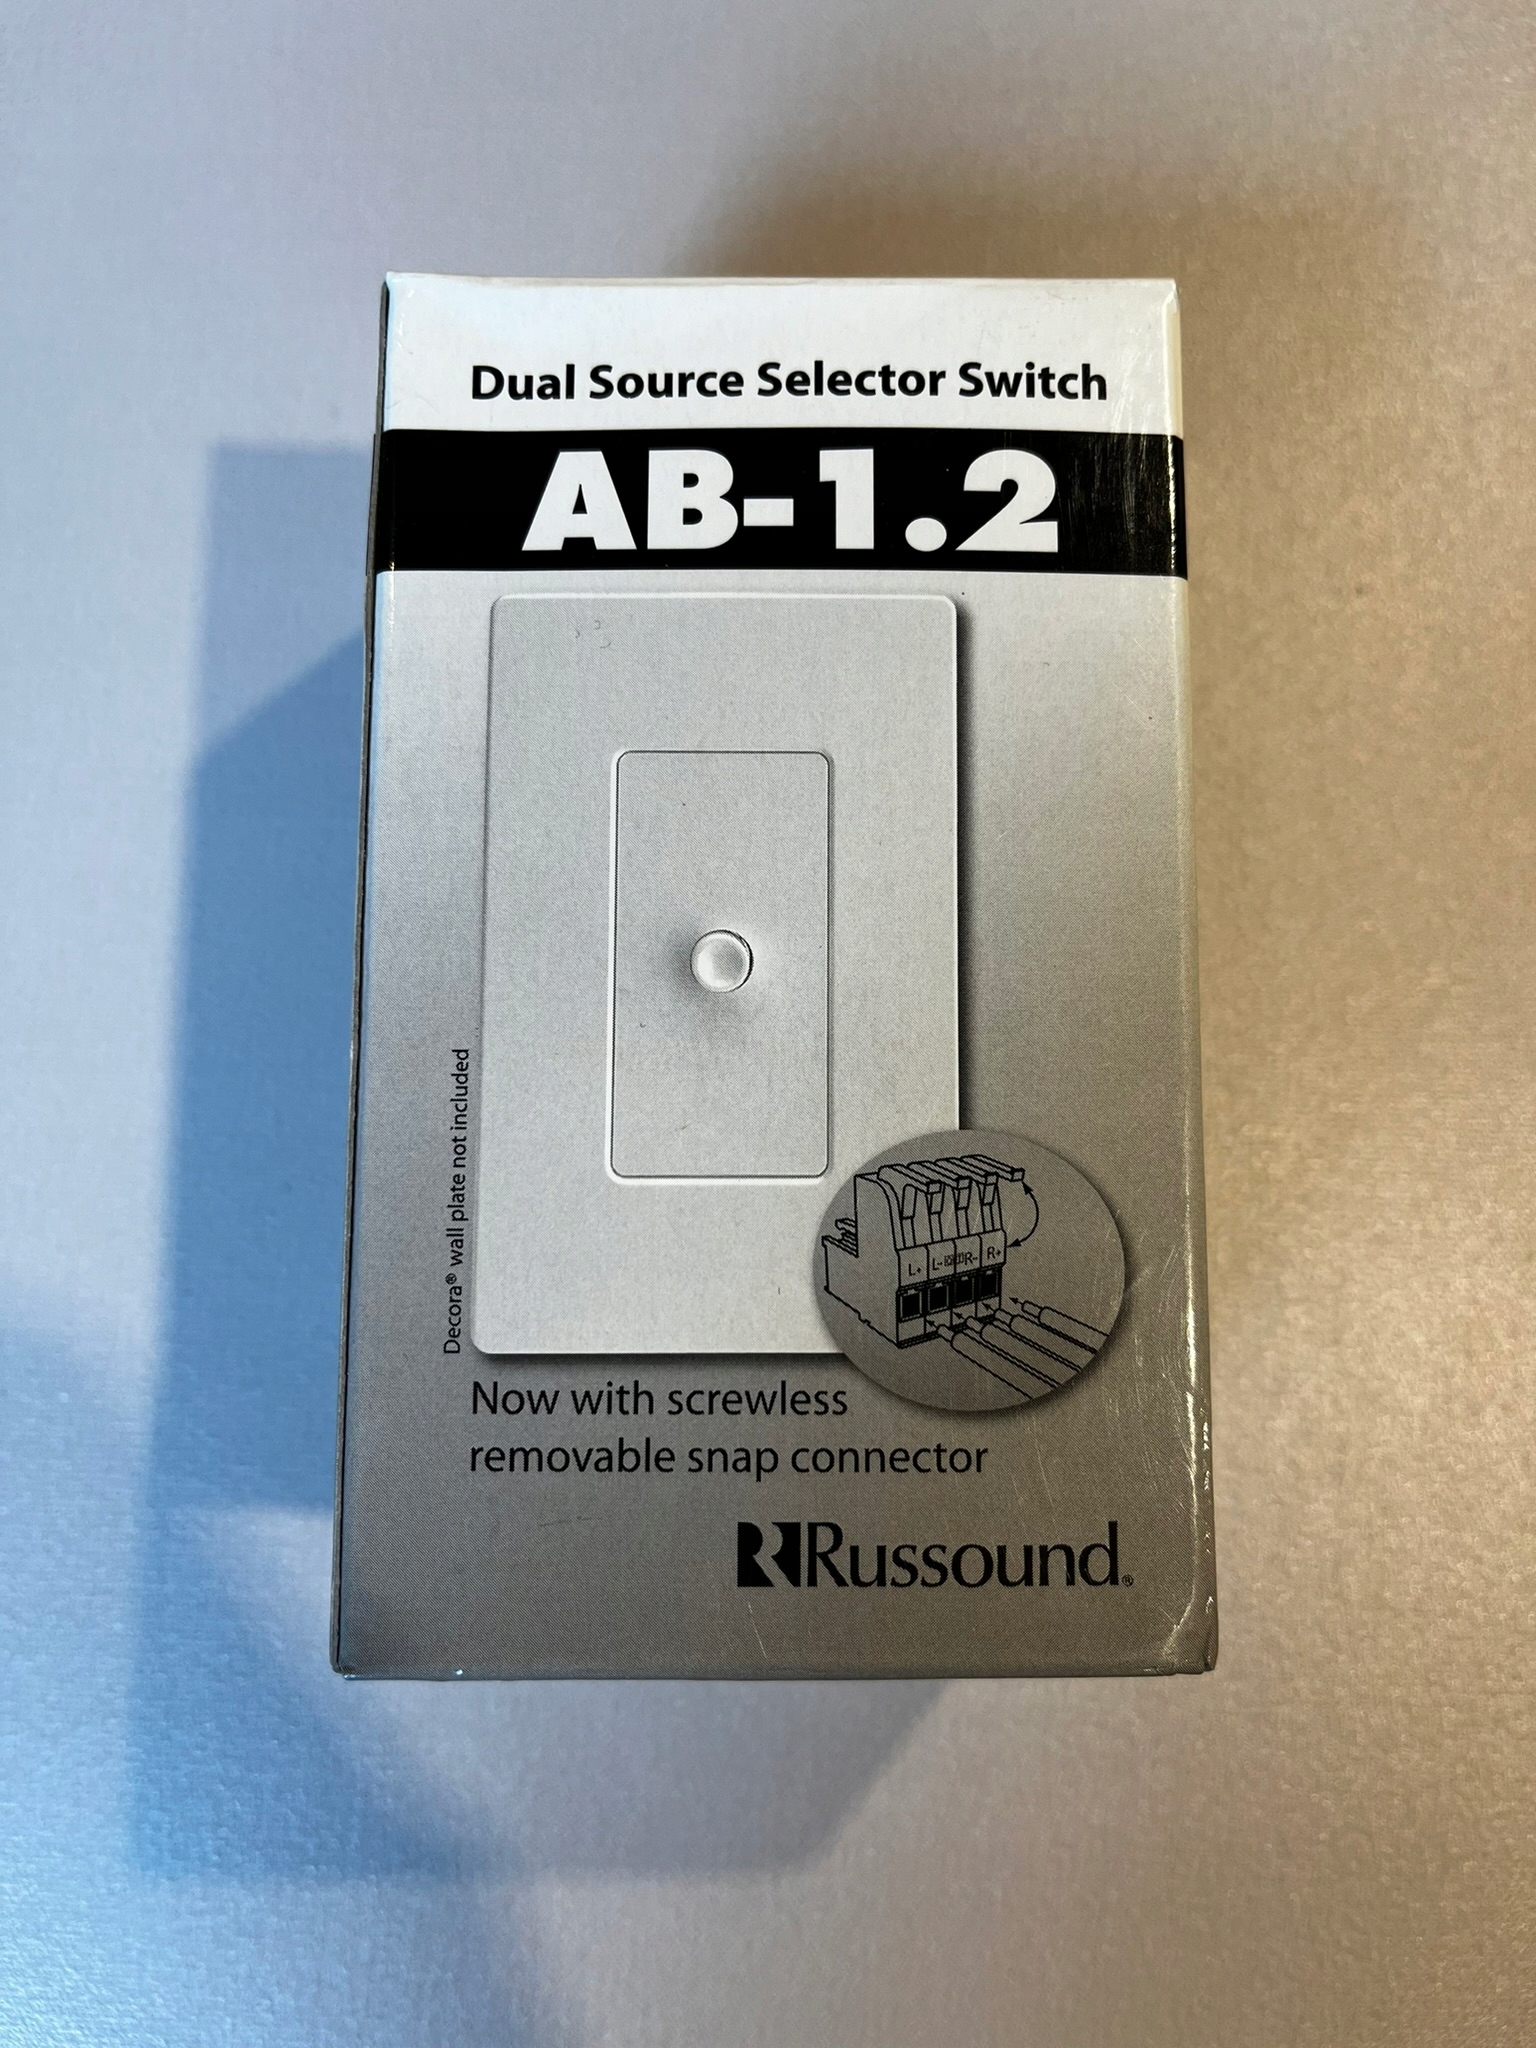 Dual Source Selector Switch
AB-1.2
Decora® wall plate not included
L+ L- R- R+
Now with screwless
removable snap connector
Russound®